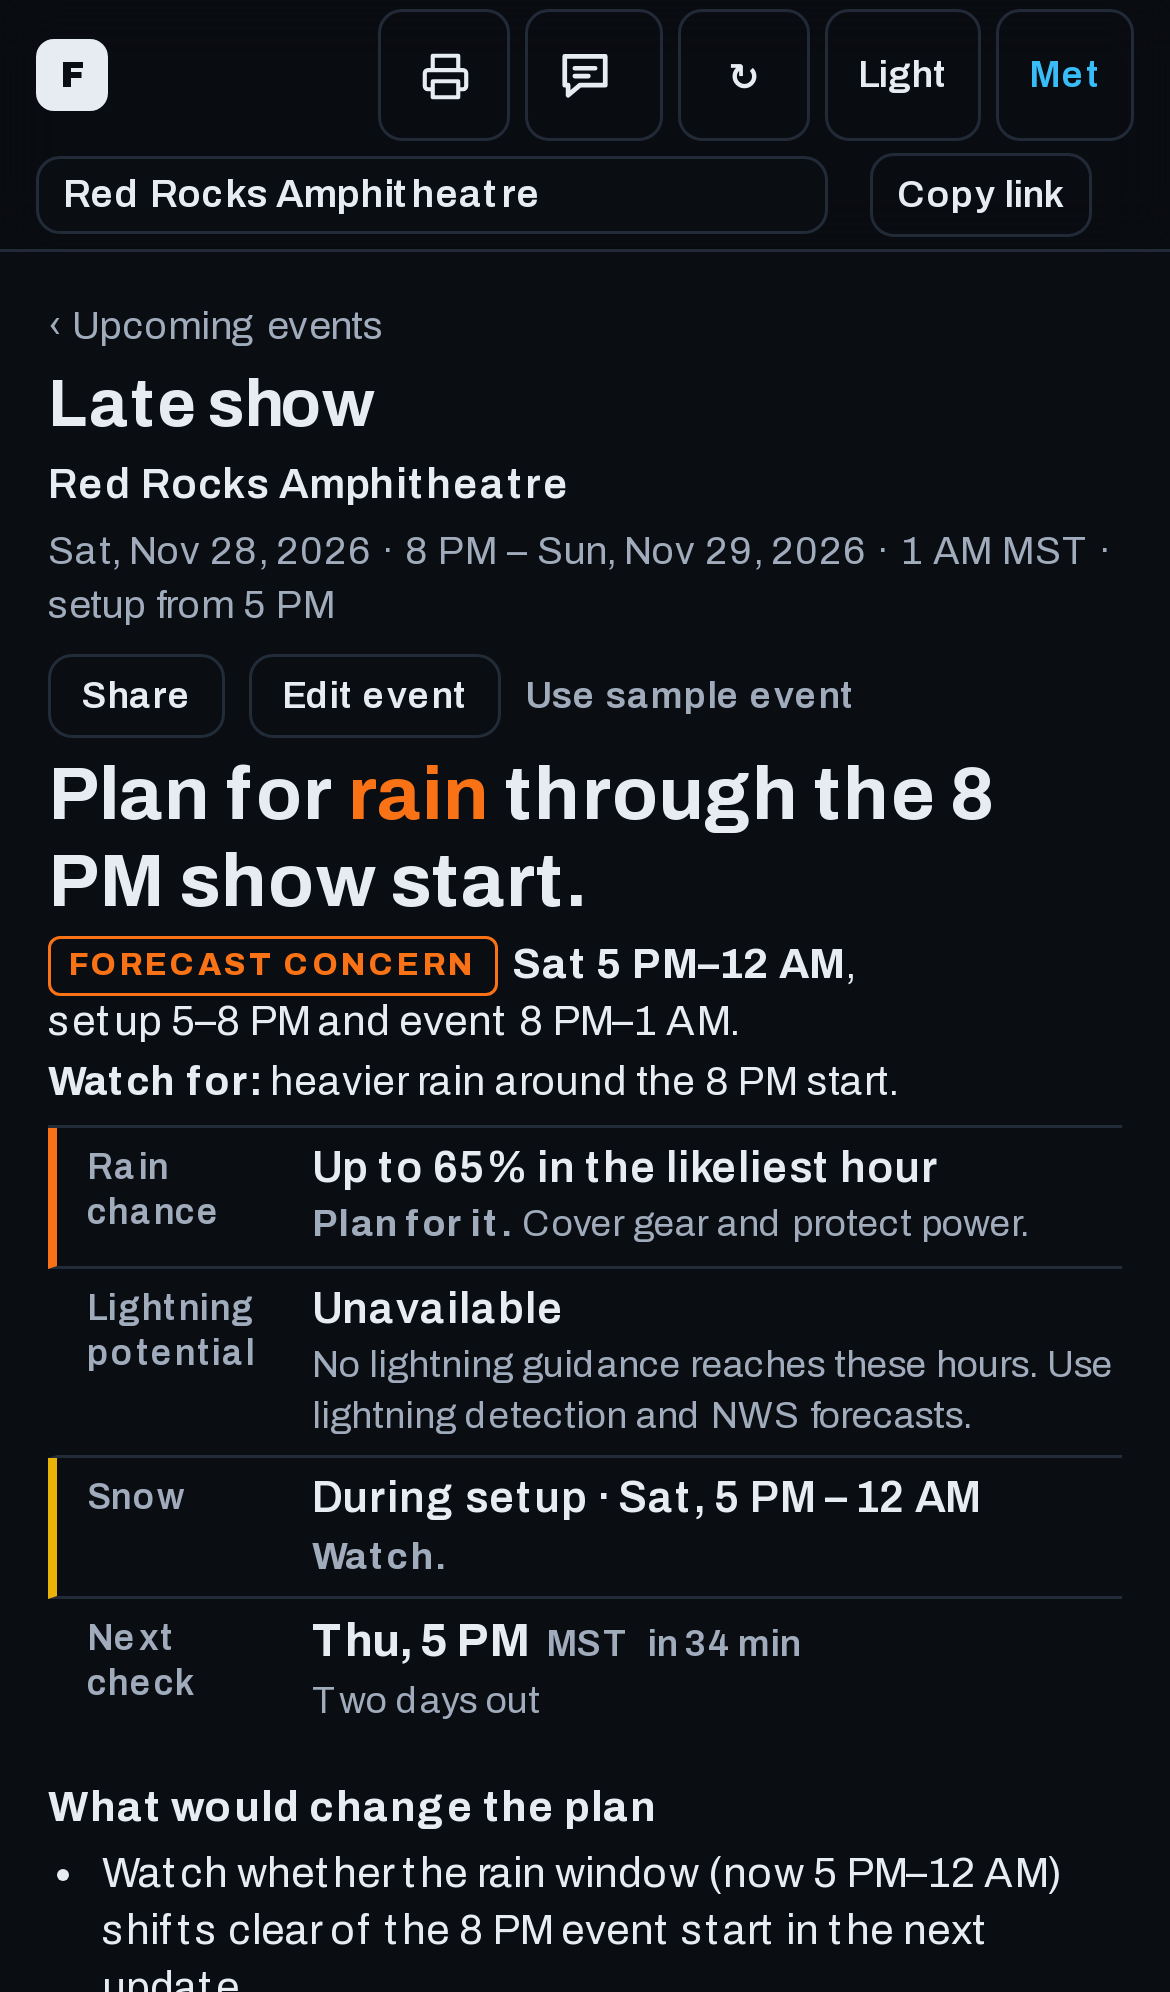 F
↻
Light
Met
Red Rocks Amphitheatre
Copy link
‹ Upcoming events
Late show
Red Rocks Amphitheatre
Sat, Nov 28, 2026 · 8 PM – Sun, Nov 29, 2026 · 1 AM MST ·
setup from 5 PM
Share
Edit event
Use sample event
Plan for rain through the 8
PM show start.
FORECAST CONCERN Sat 5 PM–12 AM,
setup 5–8 PM and event 8 PM–1 AM.
Watch for: heavier rain around the 8 PM start.
Rain
chance
Up to 65% in the likeliest hour
Plan for it. Cover gear and protect power.
Lightning
potential
Unavailable
No lightning guidance reaches these hours. Use
lightning detection and NWS forecasts.
Snow
During setup · Sat, 5 PM – 12 AM
Watch.
Next
check
Thu, 5 PM MST in 34 min
Two days out
What would change the plan
• Watch whether the rain window (now 5 PM–12 AM)
shifts clear of the 8 PM event start in the next
update